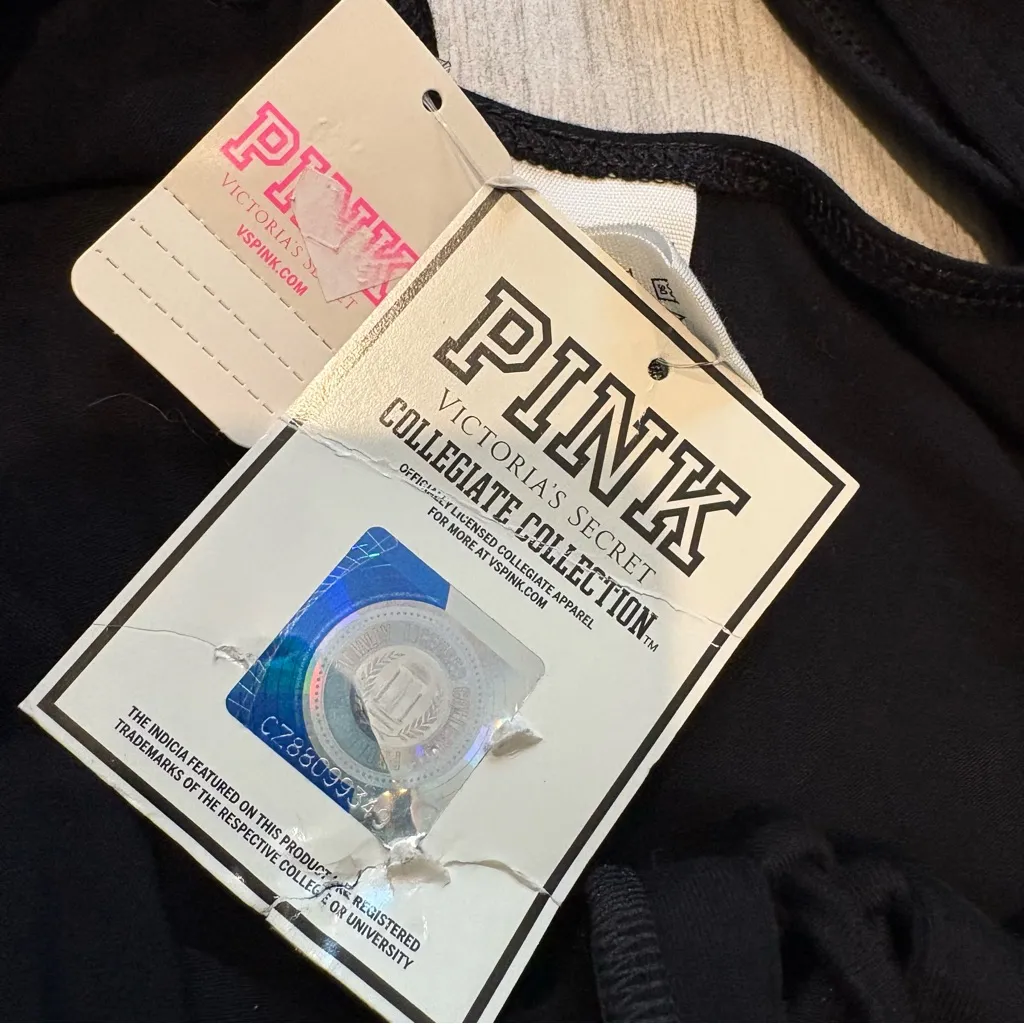 PINK
VICTORIA'S SECRET
VSPINK.COM
PINK
VICTORIA'S SECRET
COLLEGIATE COLLECTION™
OFFICIALLY LICENSED COLLEGIATE APPAREL
FOR MORE AT VSPINK.COM
CZ8809934
THE INDICIA FEATURED ON THIS PRODUCT ARE REGISTERED
TRADEMARKS OF THE RESPECTIVE COLLEGE OR UNIVERSITY